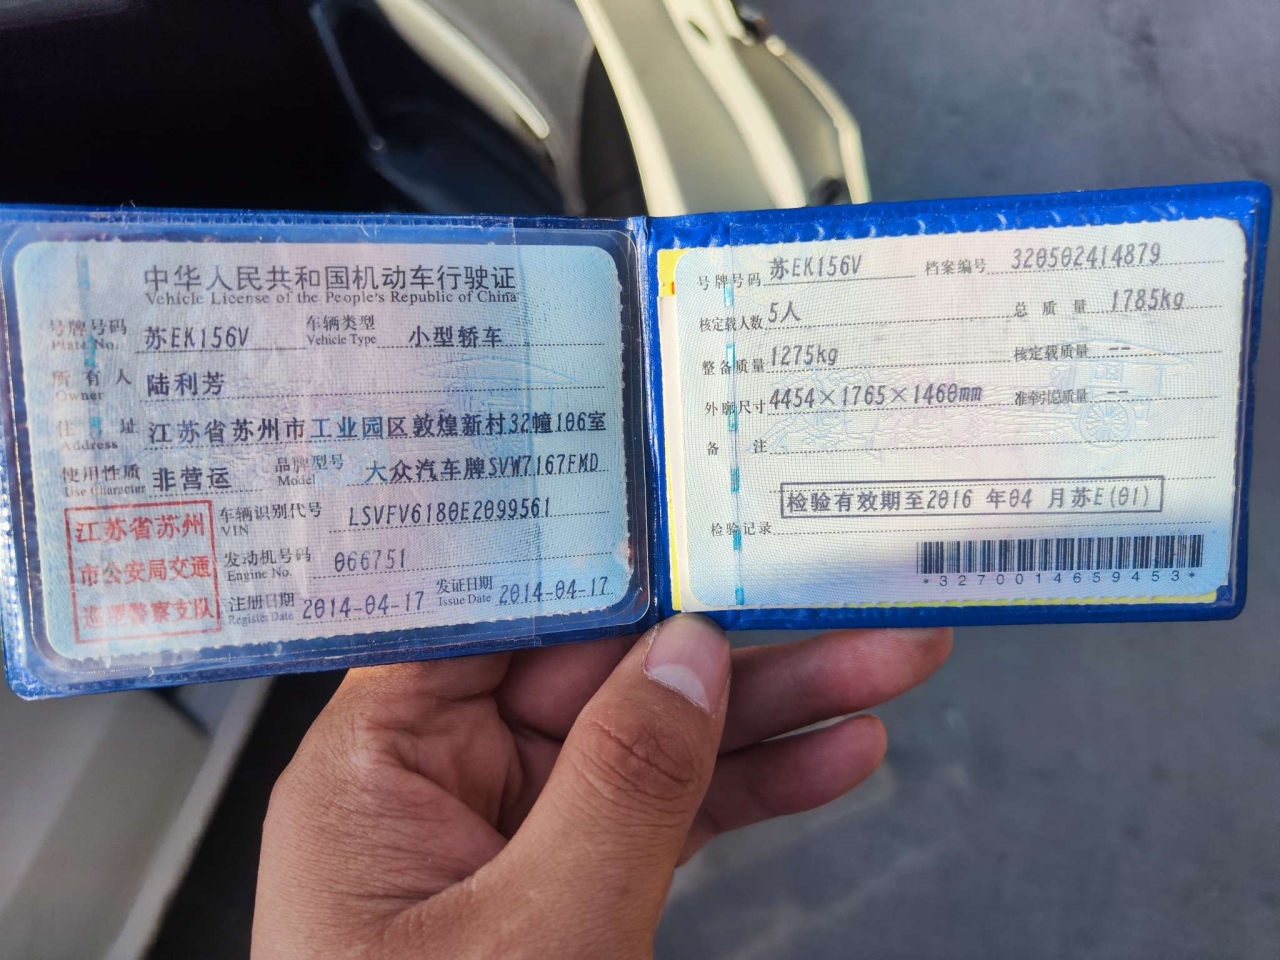 中华人民共和国机动车行驶证
Vehicle License of the People's Republic of China
号牌号码 苏EK156V 车辆类型 小型轿车
Plate No. Vehicle Type
所有人 陆利芳
Owner
住址 江苏省苏州市工业园区敦煌新村32幢106室
Address
使用性质 非营运 品牌型号 大众汽车牌SVW7167FMD
Use Character Model
车辆识别代号 LSVFV6180E2099561
VIN
发动机号码 066751
Engine No.
注册日期 2014-04-17 发证日期 2014-04-17
Register Date Issue Date
江苏省苏州
市公安局交通
巡逻警察支队
号牌号码 苏EK156V 档案编号 320502414879
核定载人数 5人 总质量 1785kg
整备质量 1275kg 核定载质量 --
外廓尺寸 4454×1765×1460mm 准牵引总质量 --
备注
检验有效期至2016 年04 月苏E(01)
检验记录
*3270014659453*